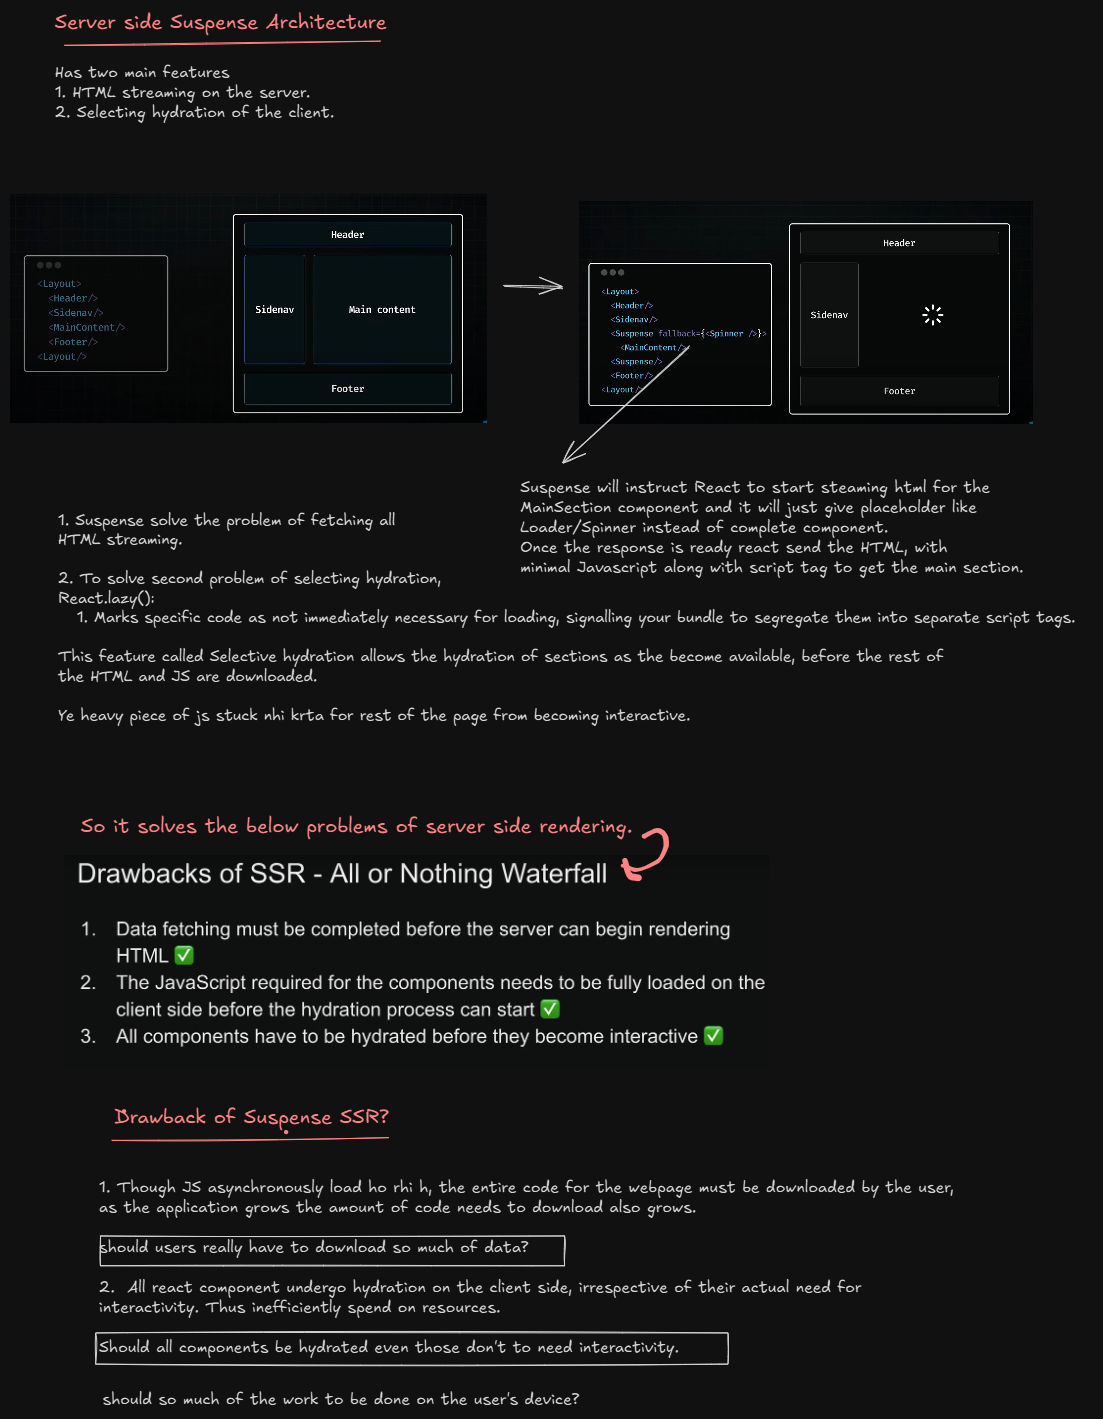 Server side Suspense Architecture
Has two main features
1. HTML streaming on the server.
2. Selecting hydration of the client.
<Layout>
<Header/>
<Sidenav/>
<MainContent/>
<Footer/>
<Layout/>
Header
Sidenav
Main content
Footer
<Layout>
<Header/>
<Sidenav/>
<Suspense fallback={<Spinner />}>
<MainContent/>
<Suspense/>
<Footer/>
<Layout/>
Header
Sidenav
Footer
Suspense will instruct React to start steaming html for the
MainSection component and it will just give placeholder like
Loader/Spinner instead of complete component.
Once the response is ready react send the HTML, with
minimal Javascript along with script tag to get the main section.
1. Suspense solve the problem of fetching all
HTML streaming.
2. To solve second problem of selecting hydration,
React.lazy():
1. Marks specific code as not immediately necessary for loading, signalling your bundle to segregate them into separate script tags.
This feature called Selective hydration allows the hydration of sections as the become available, before the rest of
the HTML and JS are downloaded.
Ye heavy piece of js stuck nhi krta for rest of the page from becoming interactive.
So it solves the below problems of server side rendering.
Drawbacks of SSR - All or Nothing Waterfall
1. Data fetching must be completed before the server can begin rendering
HTML ✅
2. The JavaScript required for the components needs to be fully loaded on the
client side before the hydration process can start ✅
3. All components have to be hydrated before they become interactive ✅
Drawback of Suspense SSR?
1. Though JS asynchronously load ho rhi h, the entire code for the webpage must be downloaded by the user,
as the application grows the amount of code needs to download also grows.
should users really have to download so much of data?
2. All react component undergo hydration on the client side, irrespective of their actual need for
interactivity. Thus inefficiently spend on resources.
Should all components be hydrated even those don't to need interactivity.
should so much of the work to be done on the user's device?